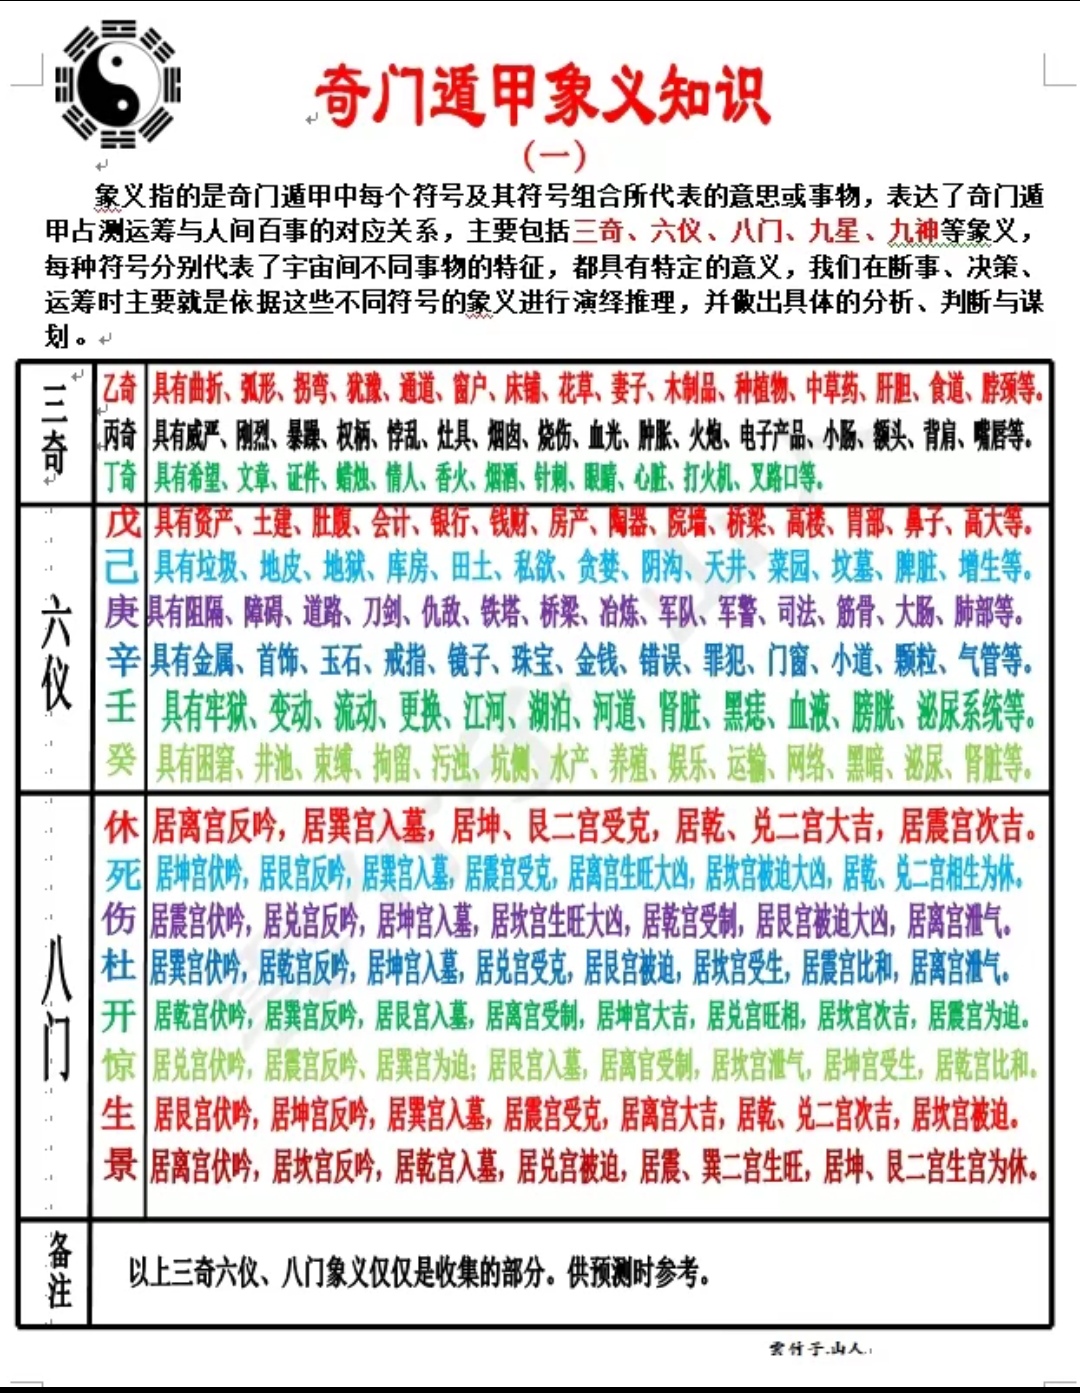 奇门遁甲象义知识
（一）
象义指的是奇门遁甲中每个符号及其符号组合所代表的意思或事物，表达了奇门遁
甲占测运筹与人间百事的对应关系，主要包括三奇、六仪、八门、九星、九神等象义，
每种符号分别代表了宇宙间不同事物的特征，都具有特定的意义，我们在断事、决策、
运筹时主要就是依据这些不同符号的象义进行演绎推理，并做出具体的分析、判断与谋
划。
三奇
乙奇 具有曲折、弧形、拐弯、犹豫、通道、窗户、床铺、花草、妻子、木制品、种植物、中草药、肝胆、食道、脖颈等。
丙奇 具有威严、刚烈、暴躁、权柄、悖乱、灶具、烟囱、烧伤、血光、肿胀、火炮、电子产品、小肠、额头、背肩、嘴唇等。
丁奇 具有希望、文章、证件、蜡烛、情人、香火、烟酒、针刺、眼睛、心脏、打火机、叉路口等。
六仪
戊 具有资产、土建、肚腹、会计、银行、钱财、房产、陶器、院墙、桥梁、高楼、胃部、鼻子、高大等。
己 具有垃圾、地皮、地狱、库房、田土、私欲、贪婪、阴沟、天井、菜园、坟墓、脾脏、增生等。
庚 具有阻隔、障碍、道路、刀剑、仇敌、铁塔、桥梁、冶炼、军队、军警、司法、筋骨、大肠、肺部等。
辛 具有金属、首饰、玉石、戒指、镜子、珠宝、金钱、错误、罪犯、门窗、小道、颗粒、气管等。
壬 具有牢狱、变动、流动、更换、江河、湖泊、河道、肾脏、黑痣、血液、膀胱、泌尿系统等。
癸 具有困窘、井池、束缚、拘留、污浊、坑侧、水产、养殖、娱乐、运输、网络、黑暗、泌尿、肾脏等。
八门
休 居离宫反吟，居巽宫入墓，居坤、艮二宫受克，居乾、兑二宫大吉，居震宫次吉。
死 居坤宫伏吟，居艮宫反吟，居巽宫入墓，居震宫受克，居离宫生旺大凶，居坎宫被迫大凶，居乾、兑二宫相生为休。
伤 居震宫伏吟，居兑宫反吟，居坤宫入墓，居坎宫生旺大凶，居乾宫受制，居艮宫被迫大凶，居离宫泄气。
杜 居巽宫伏吟，居乾宫反吟，居坤宫入墓，居兑宫受克，居艮宫被迫，居坎宫受生，居震宫比和，居离宫泄气。
开 居乾宫伏吟，居巽宫反吟，居艮宫入墓，居离宫受制，居坤宫大吉，居兑宫旺相，居坎宫次吉，居震宫为迫。
惊 居兑宫伏吟，居震宫反吟、居巽宫为迫；居艮宫入墓，居离官受制，居坎宫泄气，居坤宫受生，居乾宫比和。
生 居艮宫伏吟，居坤宫反吟，居巽宫入墓，居震宫受克，居离宫大吉，居乾、兑二宫次吉，居坎宫被迫。
景 居离宫伏吟，居坎宫反吟，居乾宫入墓，居兑宫被迫，居震、巽二宫生旺，居坤、艮二宫生宫为休。
备注
以上三奇六仪、八门象义仅仅是收集的部分。供预测时参考。
云竹子.山人.